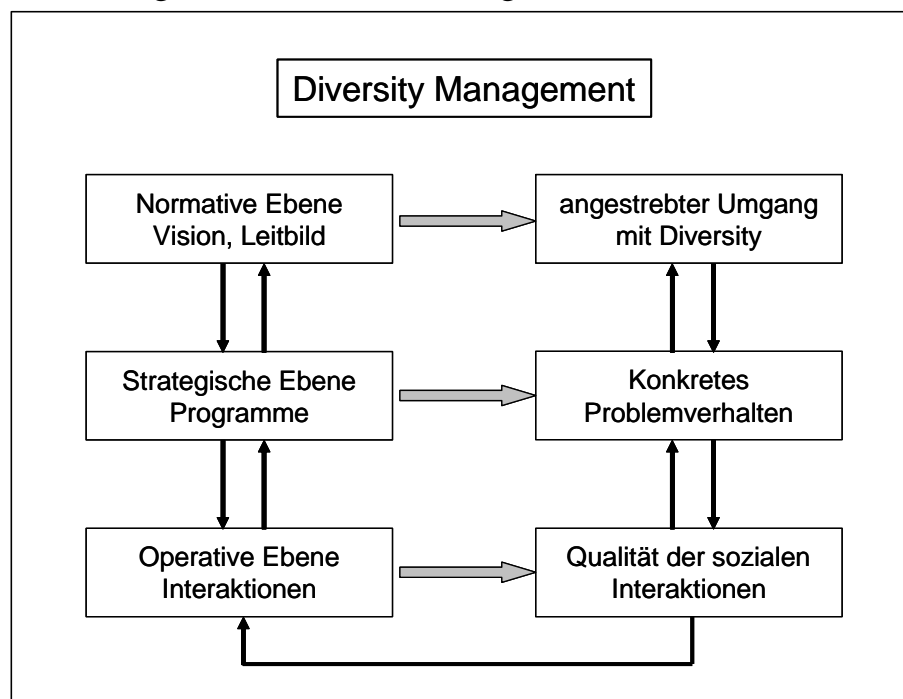 Diversity Management
Normative Ebene
Vision, Leitbild
angestrebter Umgang
mit Diversity
Strategische Ebene
Programme
Konkretes
Problemverhalten
Operative Ebene
Interaktionen
Qualität der sozialen
Interaktionen